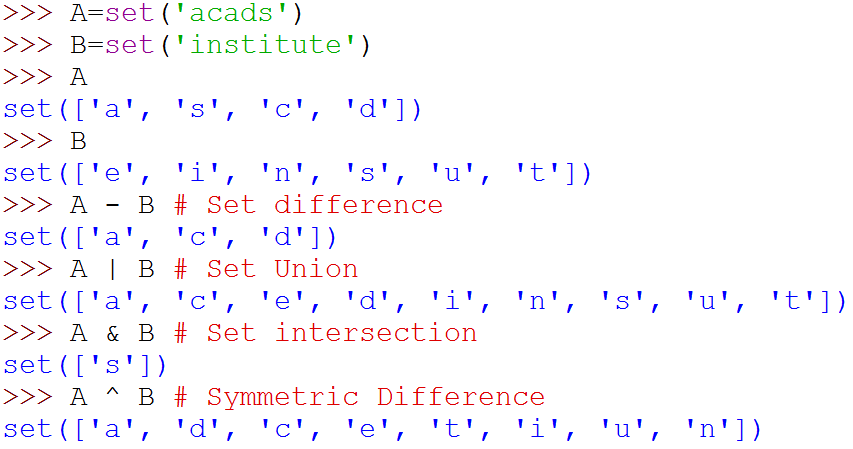 >>> A=set('acads')
>>> B=set('institute')
>>> A
set(['a', 's', 'c', 'd'])
>>> B
set(['e', 'i', 'n', 's', 'u', 't'])
>>> A - B # Set difference
set(['a', 'c', 'd'])
>>> A | B # Set Union
set(['a', 'c', 'e', 'd', 'i', 'n', 's', 'u', 't'])
>>> A & B # Set intersection
set(['s'])
>>> A ^ B # Symmetric Difference
set(['a', 'd', 'c', 'e', 't', 'i', 'u', 'n'])